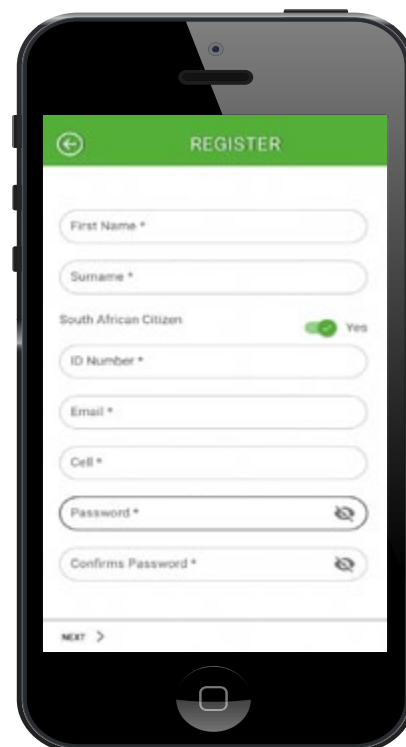 REGISTER
First Name *
Surname *
South African Citizen
Yes
ID Number *
Email *
Cell *
Password *
Confirms Password *
NEXT >